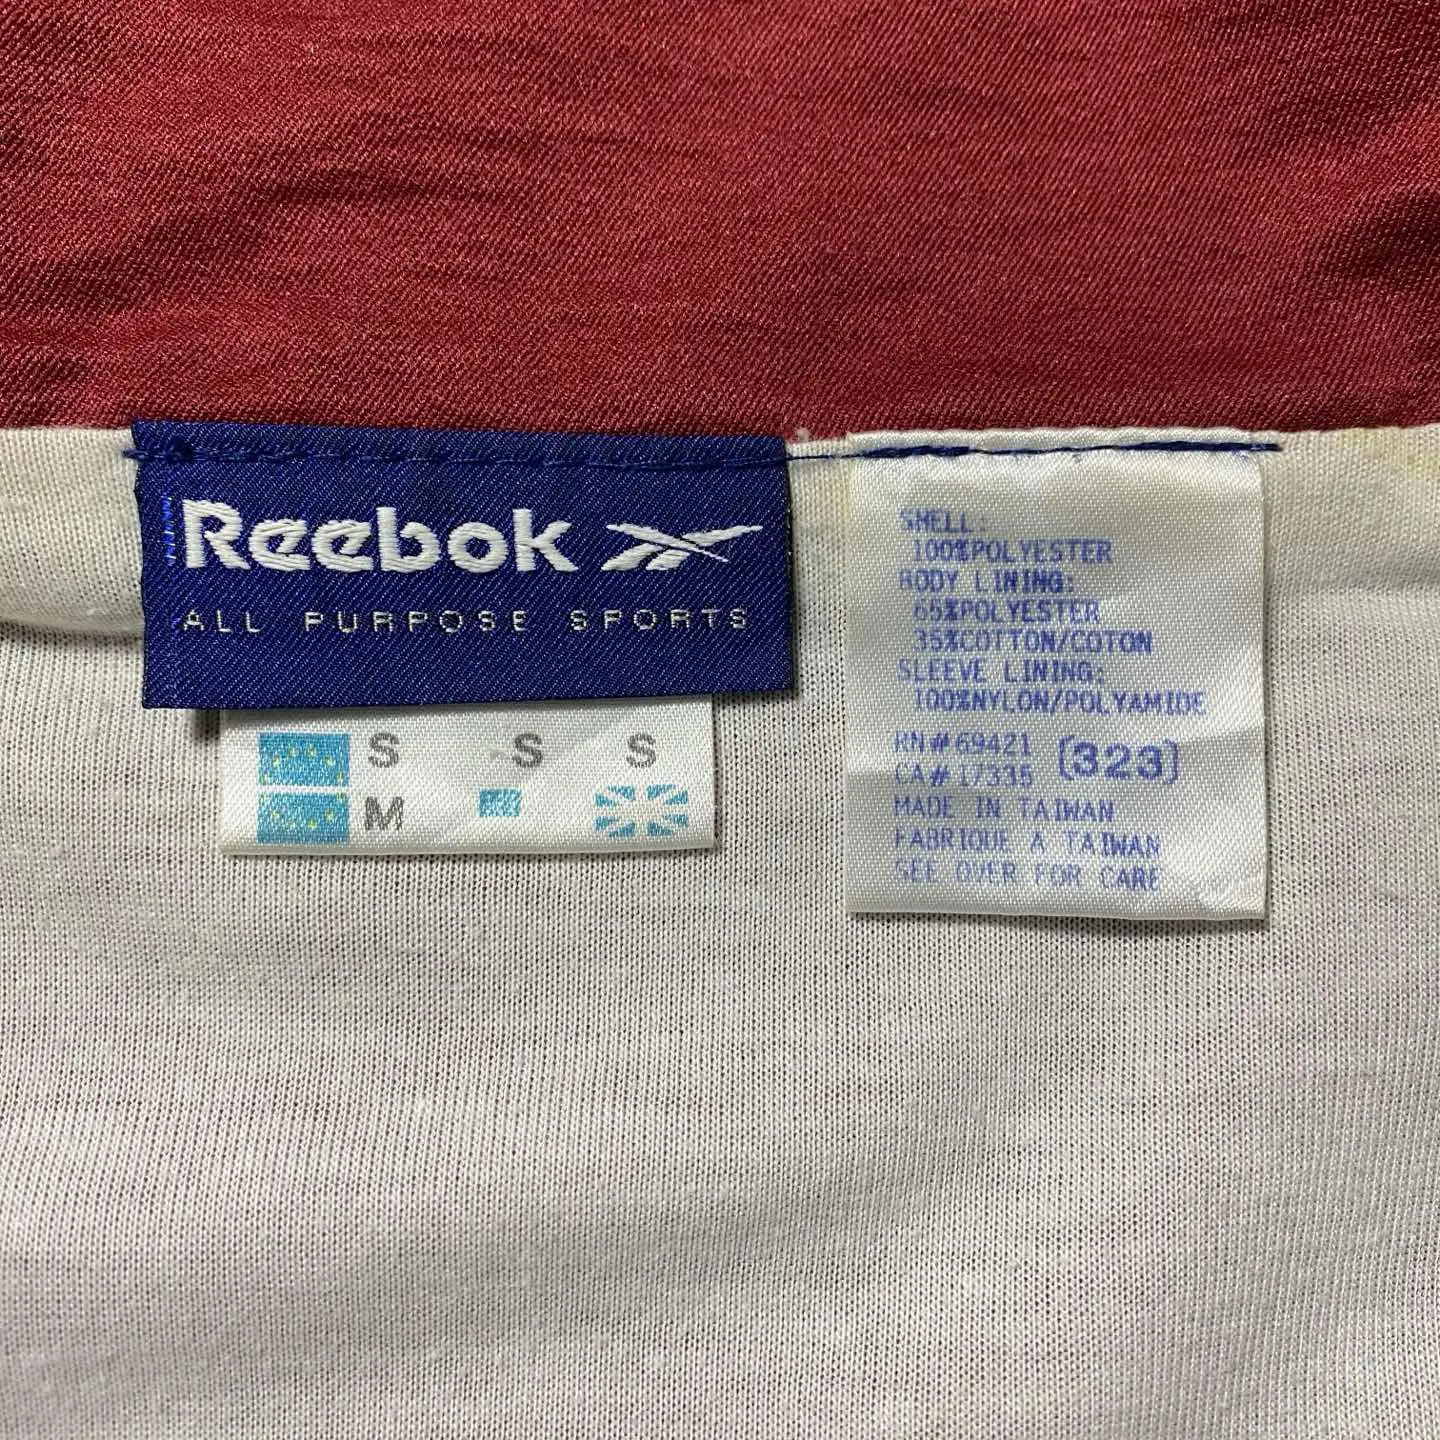 Reebok
ALL PURPOSE SPORTS
S S S
M
SHELL:
100%POLYESTER
BODY LINING:
65%POLYESTER
35%COTTON/COTON
SLEEVE LINING:
100%NYLON/POLYAMIDE
RN#69421 (323)
CA#17335
MADE IN TAIWAN
FABRIQUE A TAIWAN
SEE OVER FOR CARE